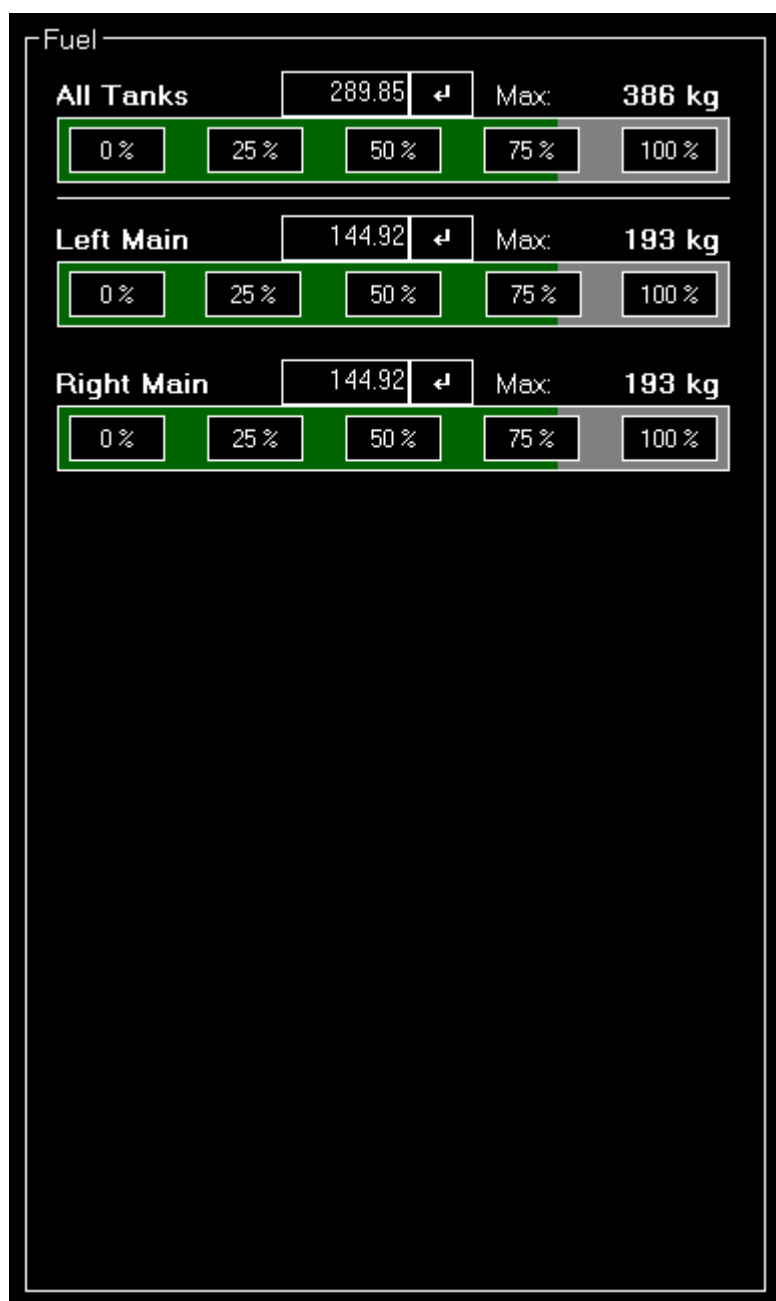 Fuel
All Tanks 289.85 ↵ Max: 386 kg
0 % 25 % 50 % 75 % 100 %
Left Main 144.92 ↵ Max: 193 kg
0 % 25 % 50 % 75 % 100 %
Right Main 144.92 ↵ Max: 193 kg
0 % 25 % 50 % 75 % 100 %